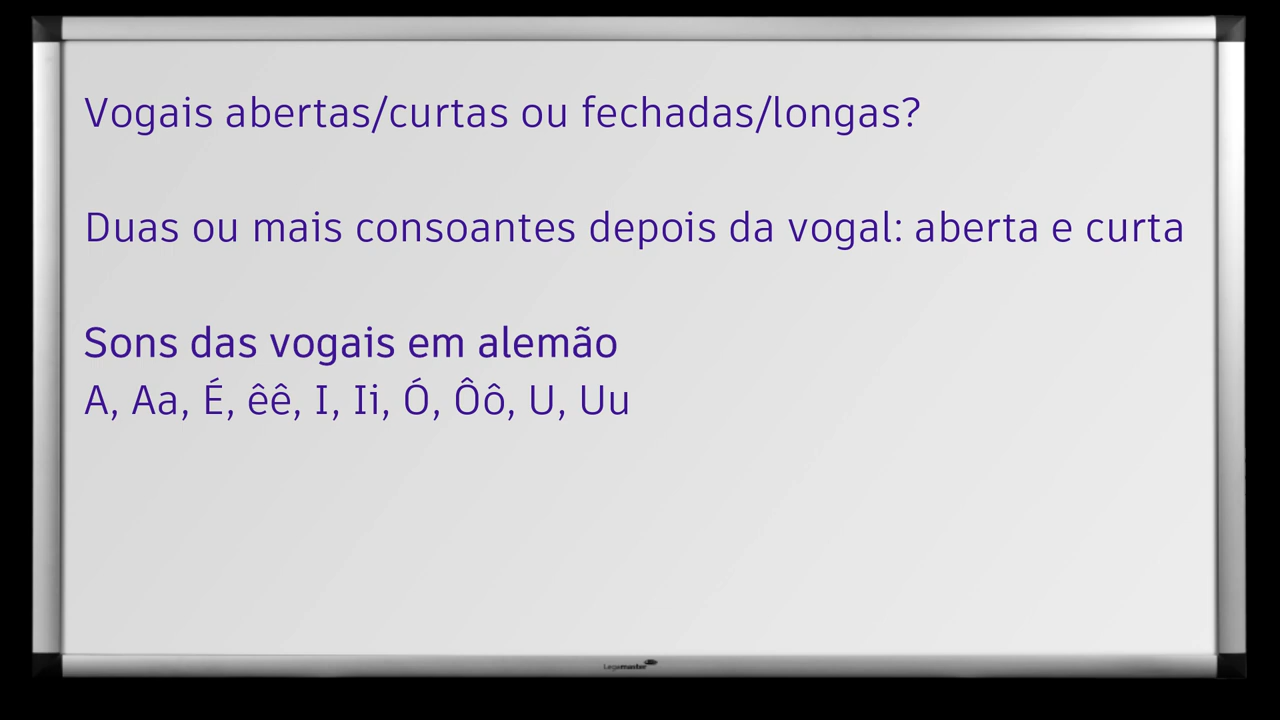 Vogais abertas/curtas ou fechadas/longas?
Duas ou mais consoantes depois da vogal: aberta e curta
Sons das vogais em alemão
A, Aa, É, êê, I, Ii, Ó, Ôô, U, Uu
Legamaster